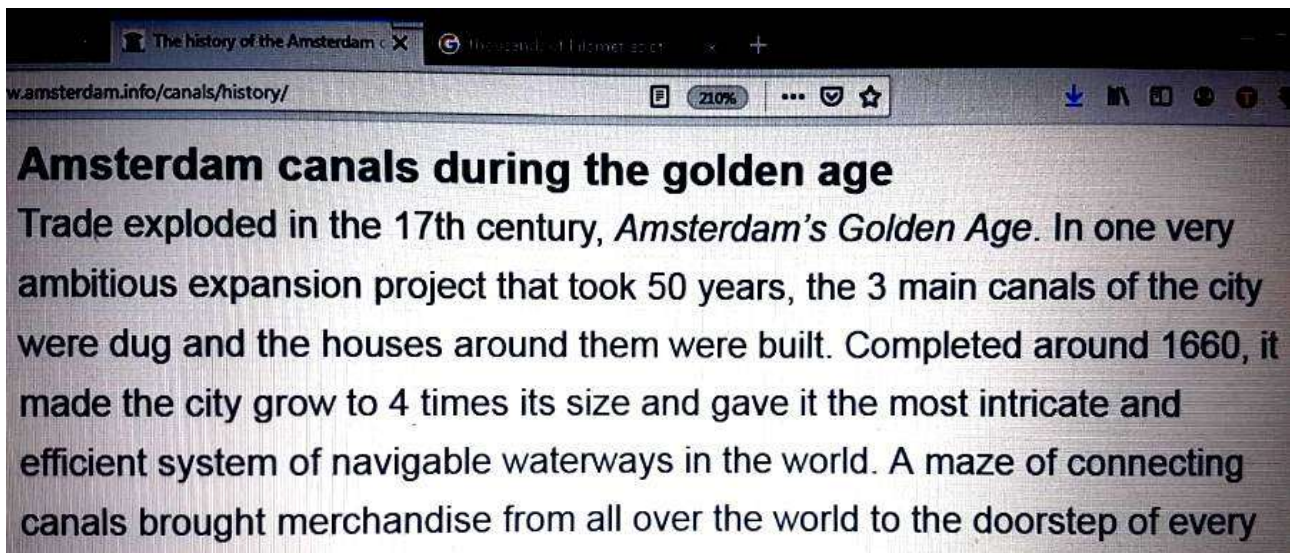 The history of the Amsterdam c
w.amsterdam.info/canals/history/
210%
Amsterdam canals during the golden age
Trade exploded in the 17th century, Amsterdam's Golden Age. In one very
ambitious expansion project that took 50 years, the 3 main canals of the city
were dug and the houses around them were built. Completed around 1660, it
made the city grow to 4 times its size and gave it the most intricate and
efficient system of navigable waterways in the world. A maze of connecting
canals brought merchandise from all over the world to the doorstep of every